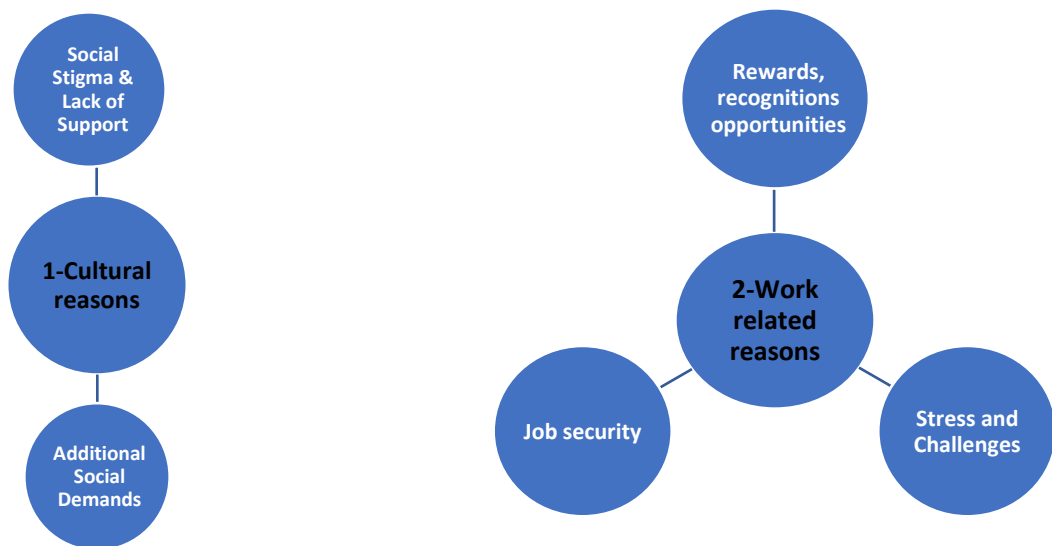 Social
Stigma &
Lack of
Support
1-Cultural
reasons
Additional
Social
Demands
Rewards,
recognitions
opportunities
2-Work
related
reasons
Job security
Stress and
Challenges